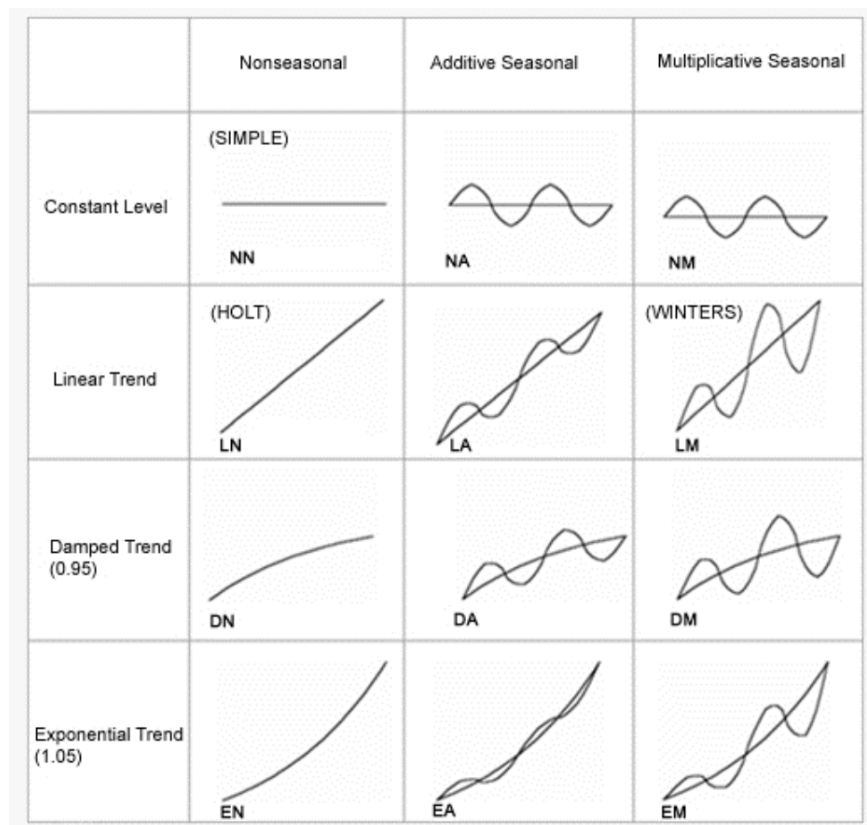 Nonseasonal
Additive Seasonal
Multiplicative Seasonal
Constant Level
(SIMPLE)
NN
NA
NM
Linear Trend
(HOLT)
LN
LA
(WINTERS)
LM
Damped Trend
(0.95)
DN
DA
DM
Exponential Trend
(1.05)
EN
EA
EM